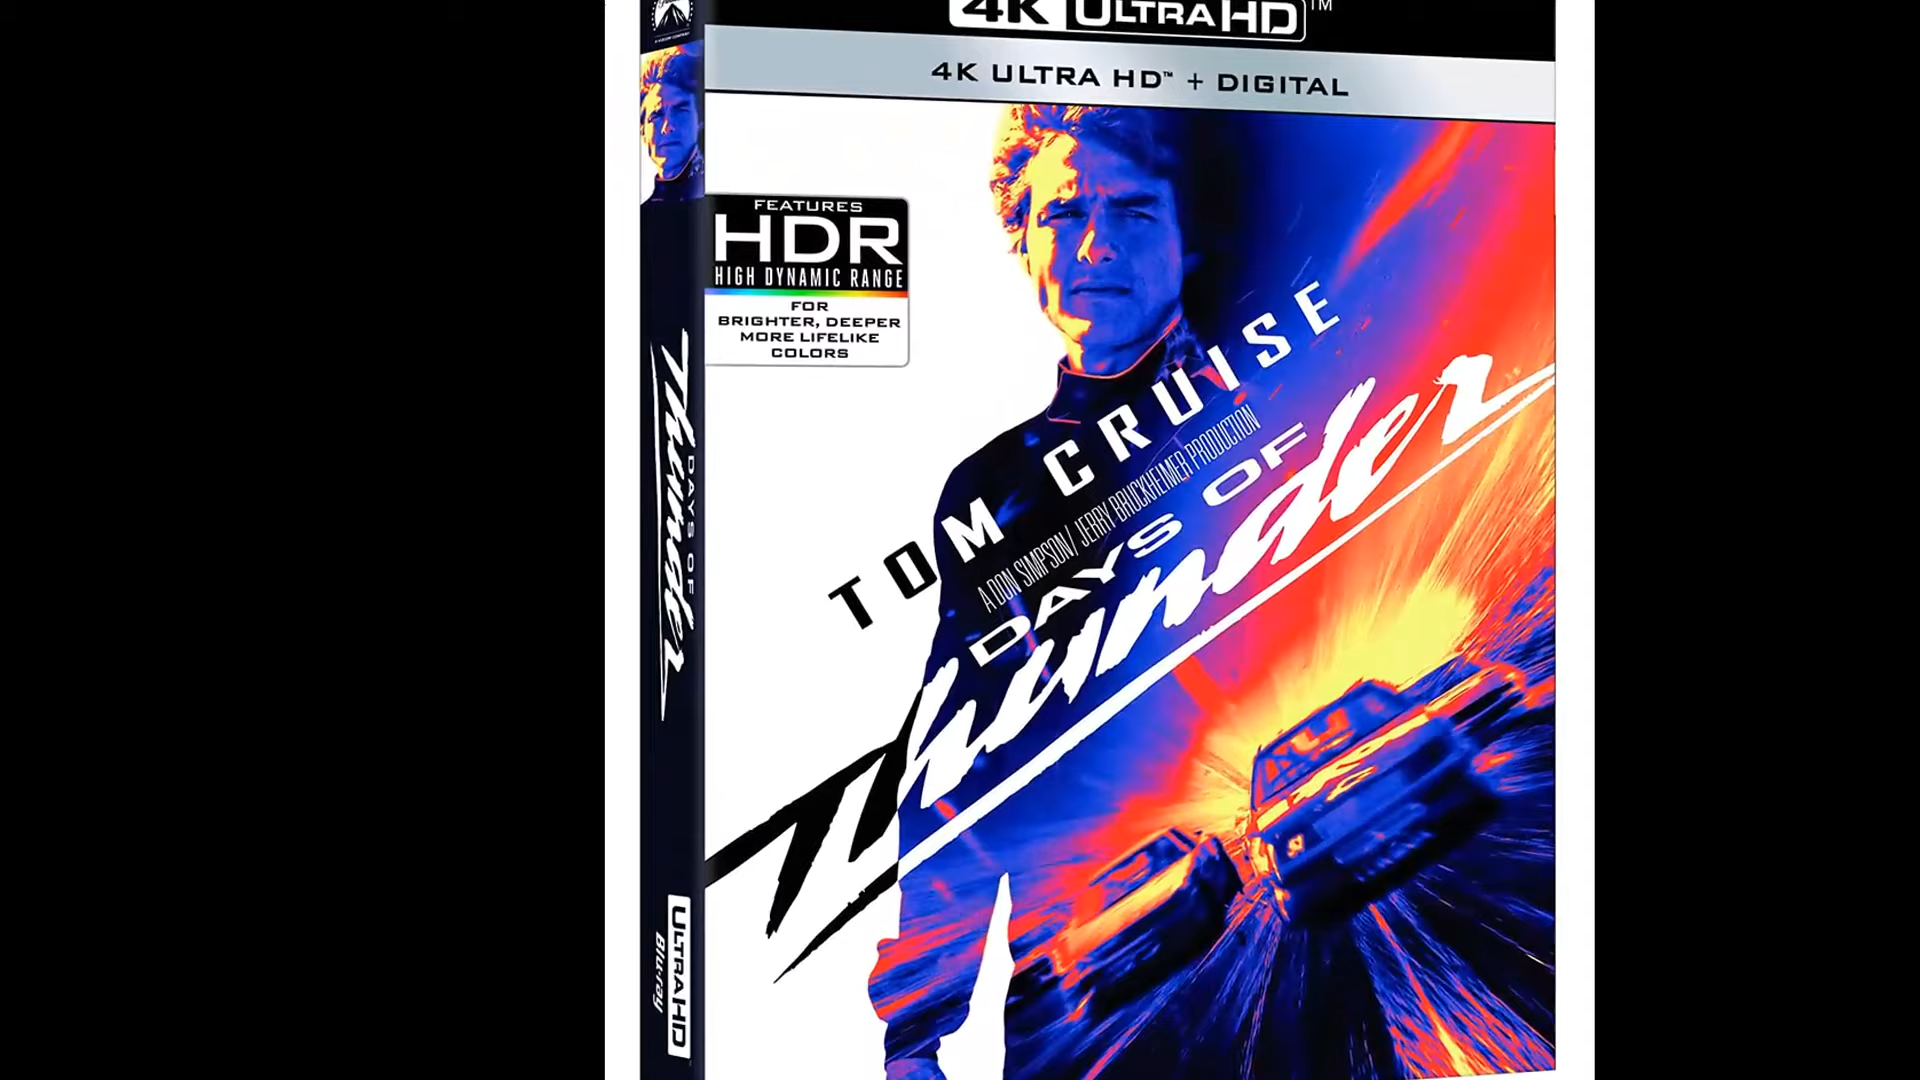 4K ULTRA HD™
4K ULTRA HD™ + DIGITAL
FEATURES
HDR
HIGH DYNAMIC RANGE
FOR
BRIGHTER, DEEPER
MORE LIFELIKE
COLORS
TOM CRUISE
A DON SIMPSON/ JERRY BRUCKHEIMER PRODUCTION
DAYS OF
Thunder
DAYS OF
Thunder
ULTRA HD
Blu-ray